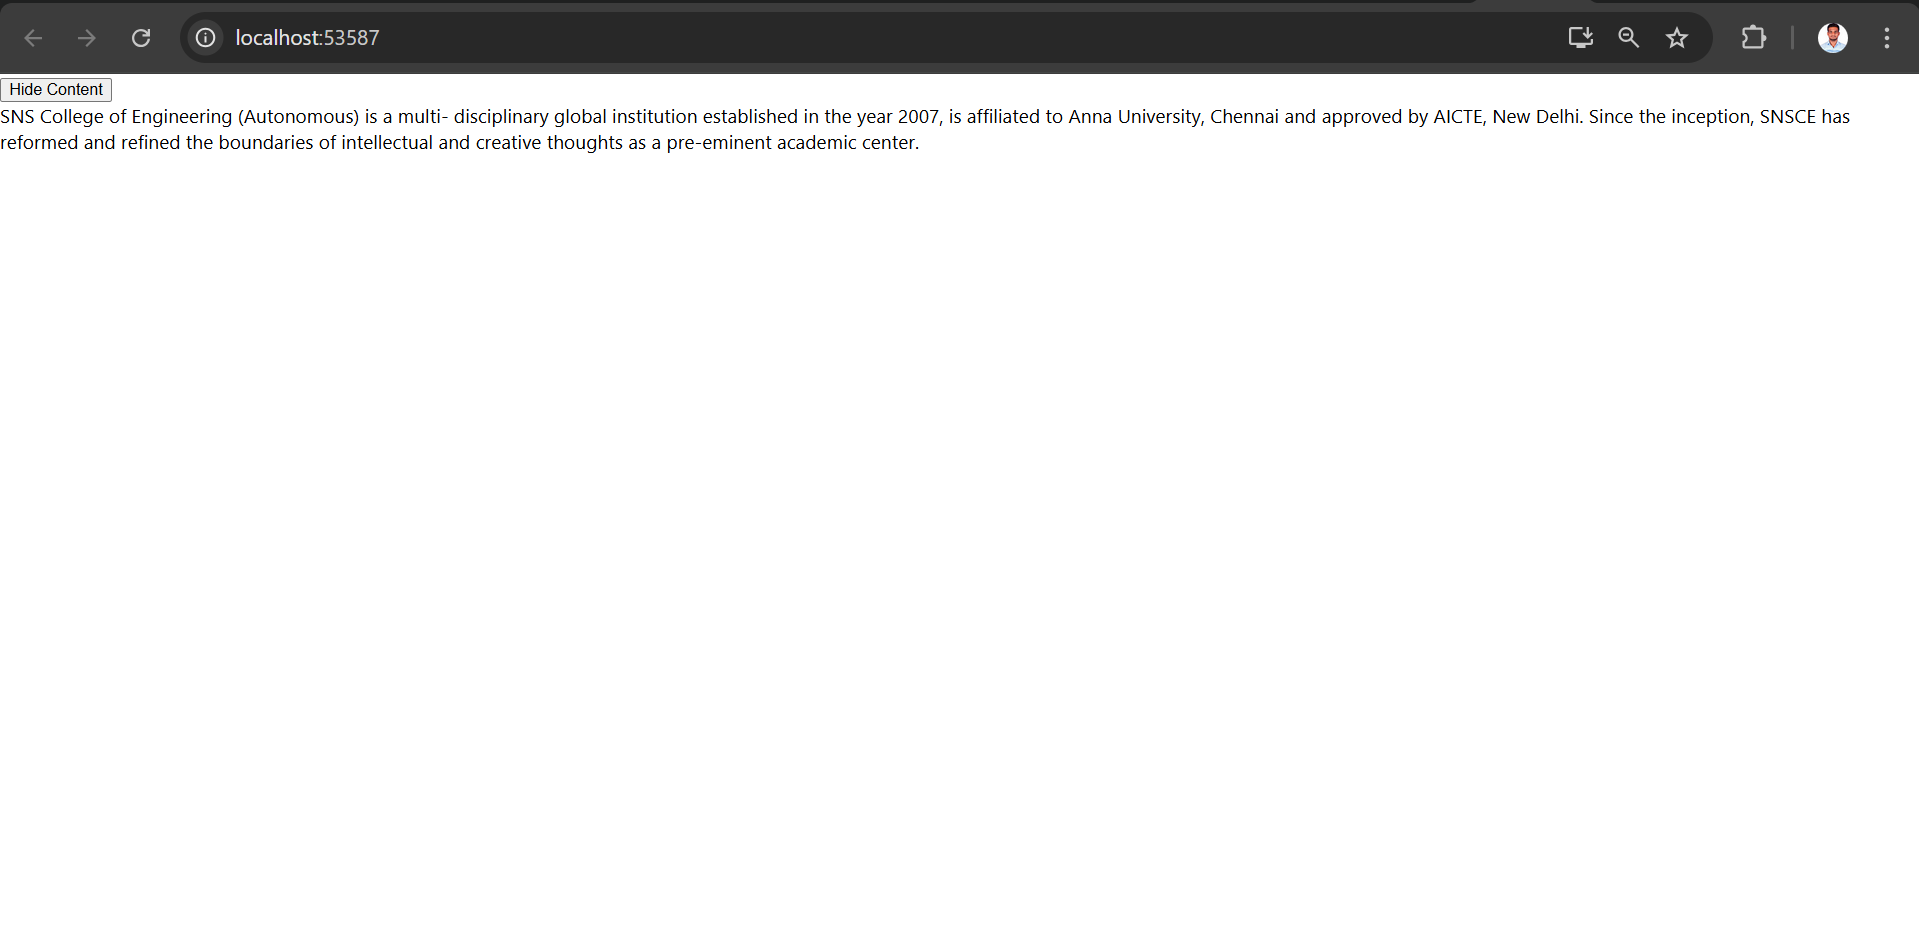 localhost:53587
Hide Content
SNS College of Engineering (Autonomous) is a multi- disciplinary global institution established in the year 2007, is affiliated to Anna University, Chennai and approved by AICTE, New Delhi. Since the inception, SNSCE has
reformed and refined the boundaries of intellectual and creative thoughts as a pre-eminent academic center.